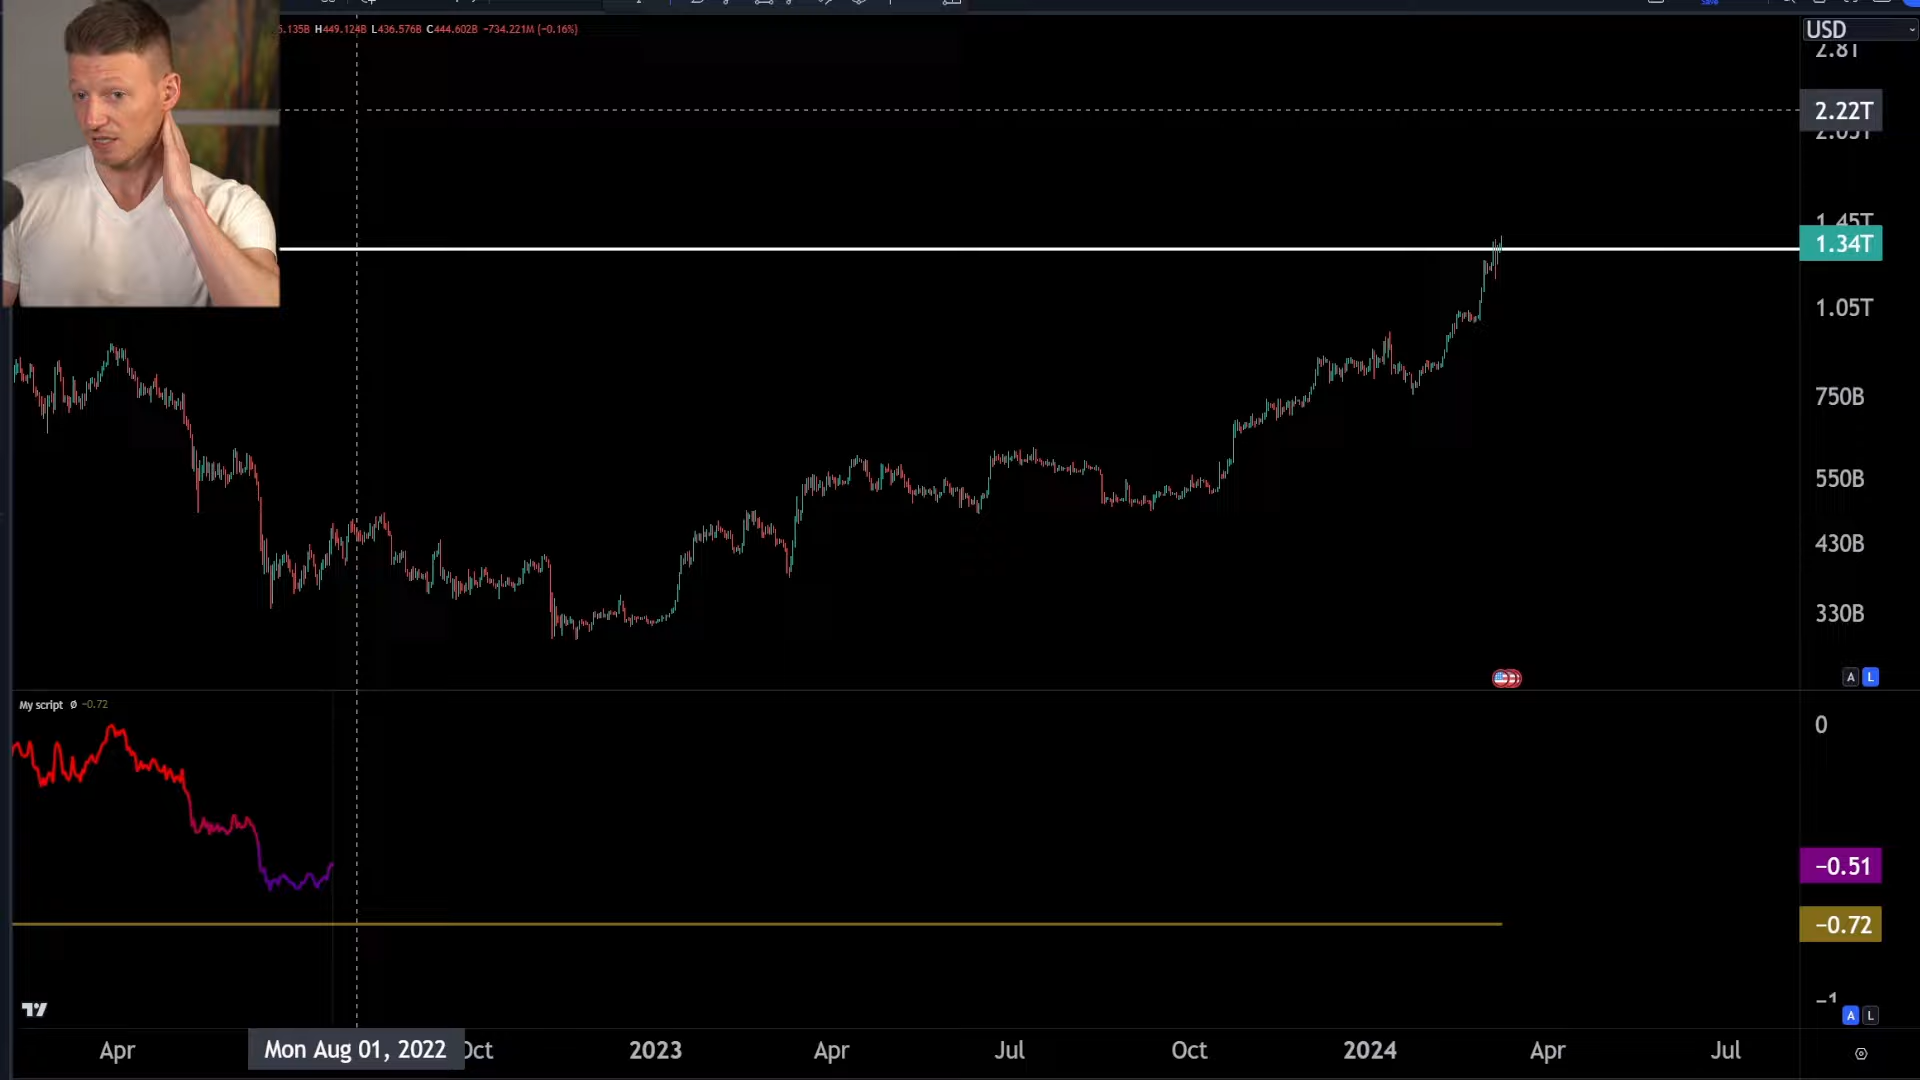 5.135B H449.124B L436.576B C444.602B −734.221M (−0.16%)
USD
2.8T
2.22T
2.05T
1.45T
1.34T
1.05T
750B
550B
430B
330B
A L
My script ø −0.72
0
−0.51
−0.72
−1
A L
Apr Mon Aug 01, 2022 Oct 2023 Apr Jul Oct 2024 Apr Jul